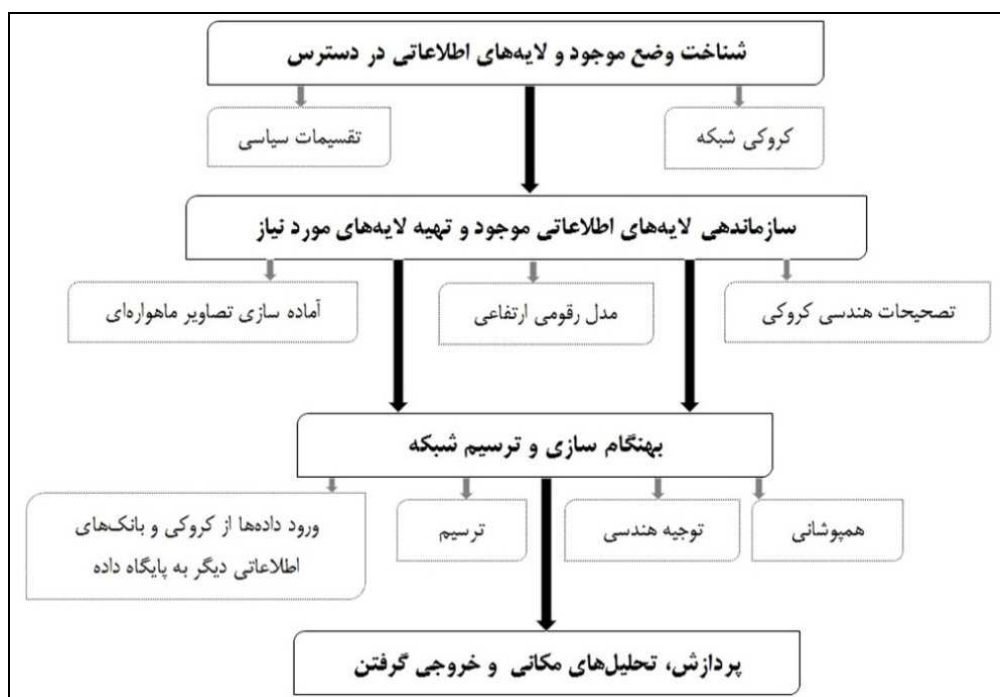 شناخت وضع موجود و لایه‌های اطلاعاتی در دسترس
کروکی شبکه
تقسیمات سیاسی
سازماندهی لایه‌های اطلاعاتی موجود و تهیه لایه‌های مورد نیاز
تصحیحات هندسی کروکی
مدل رقومی ارتفاعی
آماده سازی تصاویر ماهواره‌ای
بهنگام سازی و ترسیم شبکه
همپوشانی
توجیه هندسی
ترسیم
ورود داده‌ها از کروکی و بانک‌های
اطلاعاتی دیگر به پایگاه داده
پردازش، تحلیل‌های مکانی و خروجی گرفتن